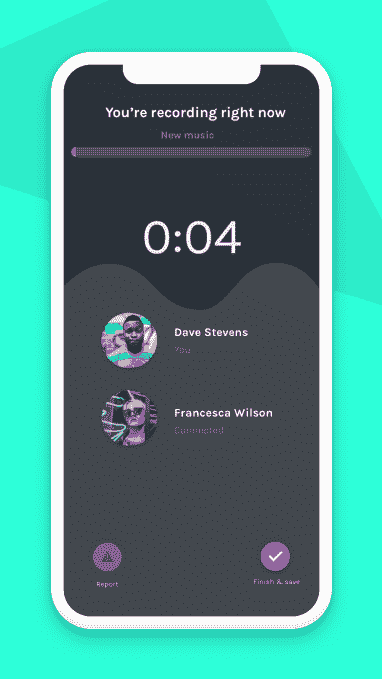 You're recording right now
New music
0:04
Dave Stevens
You
Francesca Wilson
Connected
Report
Finish & save